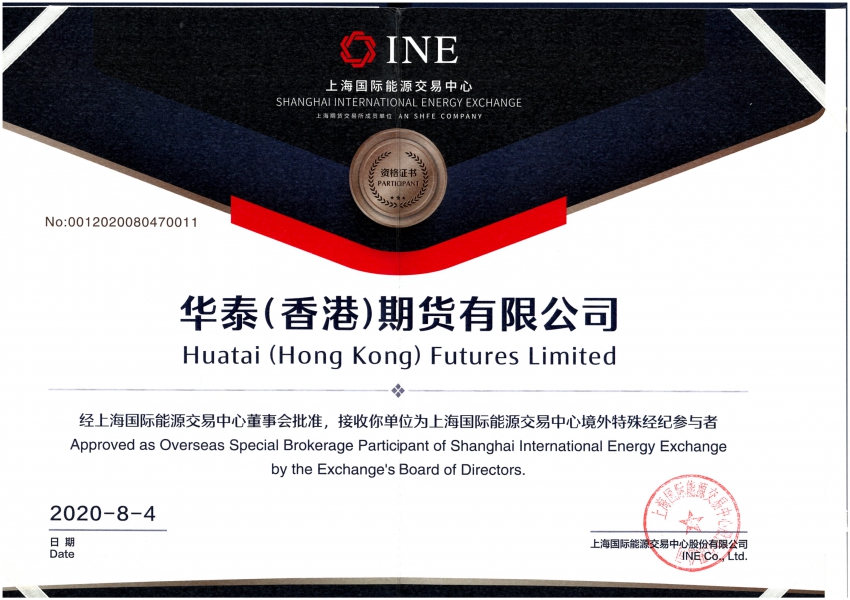 INE
上海国际能源交易中心
SHANGHAI INTERNATIONAL ENERGY EXCHANGE
上海期货交易所成员单位 AN SHFE COMPANY
资格证书
PARTICIPANT
No:0012020080470011
华泰(香港)期货有限公司
Huatai (Hong Kong) Futures Limited
经上海国际能源交易中心董事会批准，接收你单位为上海国际能源交易中心境外特殊经纪参与者
Approved as Overseas Special Brokerage Participant of Shanghai International Energy Exchange
by the Exchange's Board of Directors.
2020-8-4
日 期
Date
上海国际能源交易中心股份有限公司
INE Co., Ltd.
上海国际能源交易中心